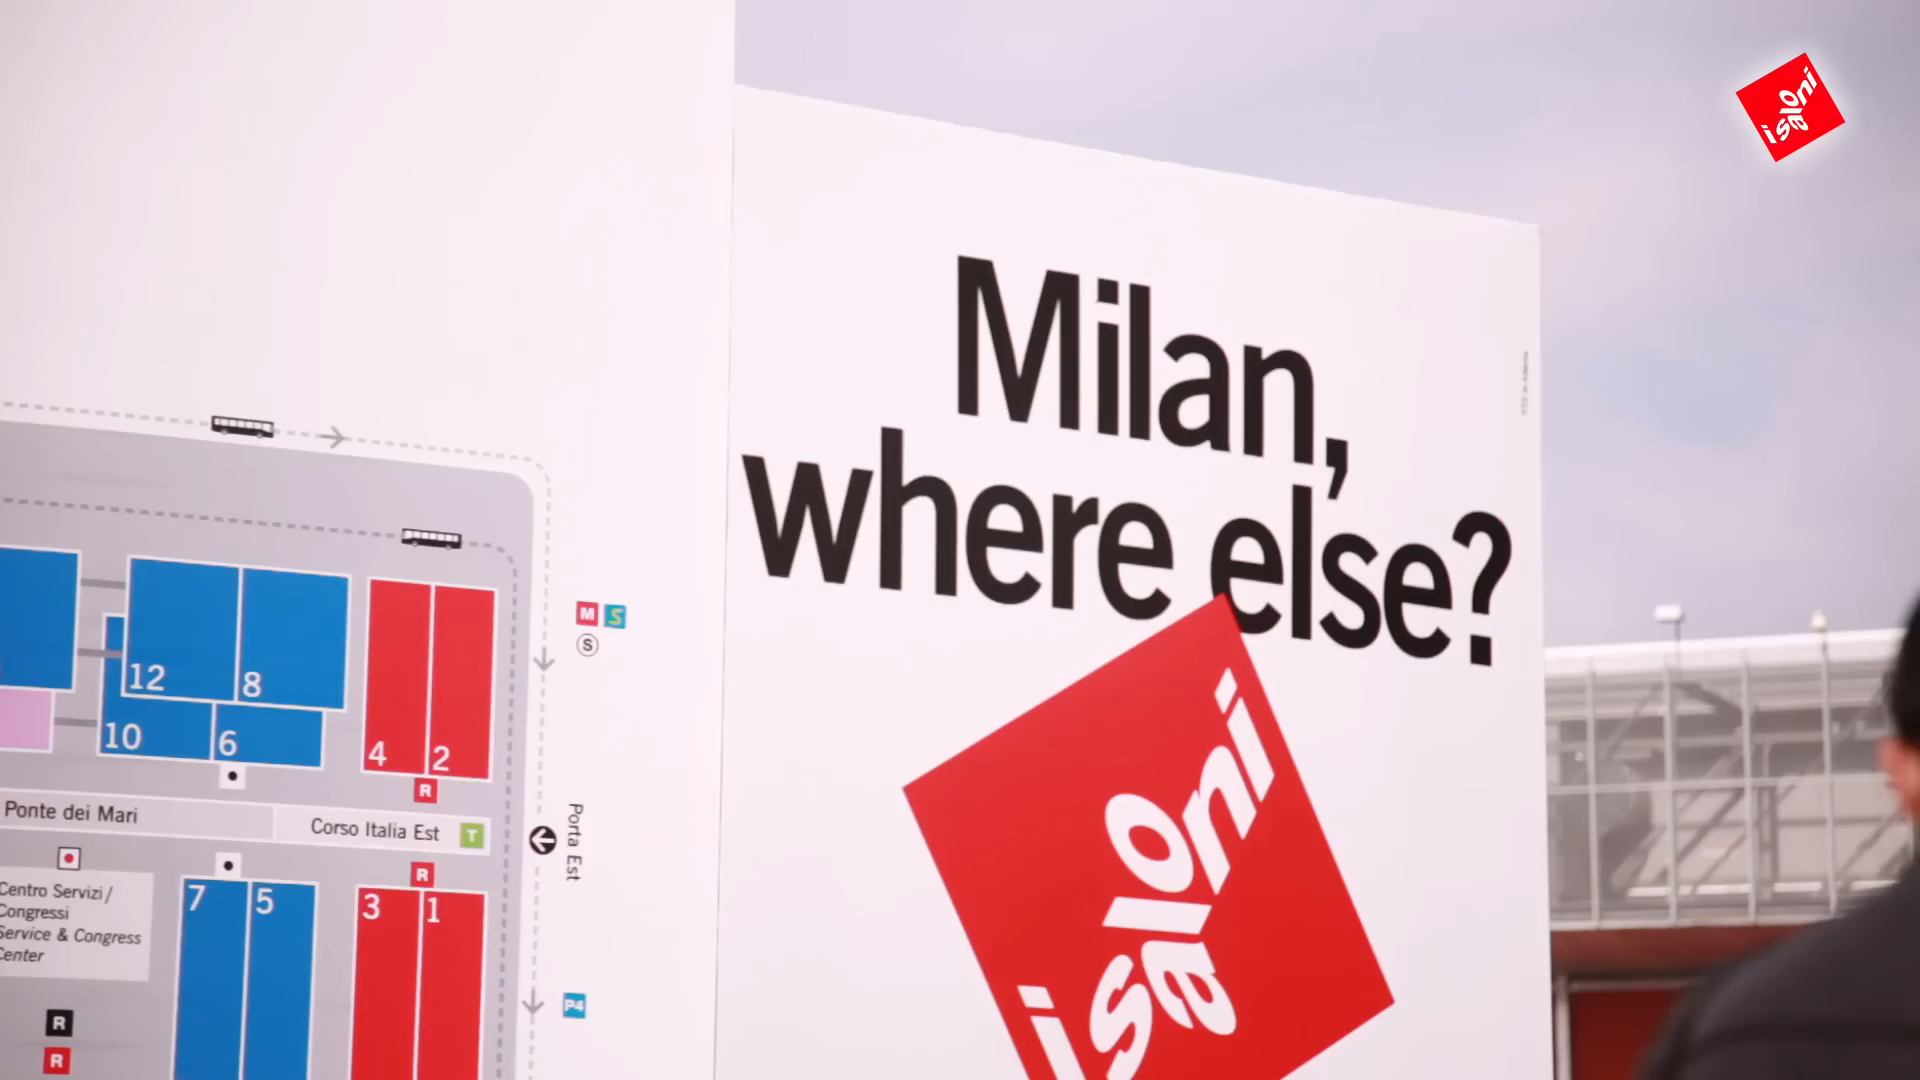 isaloni
Milan,
where else?
isaloni
M S
S
12
8
10
6
4
2
R
Ponte dei Mari
Corso Italia Est T
Porta Est
R
Centro Servizi/
Congressi
Service & Congress
Center
7
5
3
1
R
R
P4